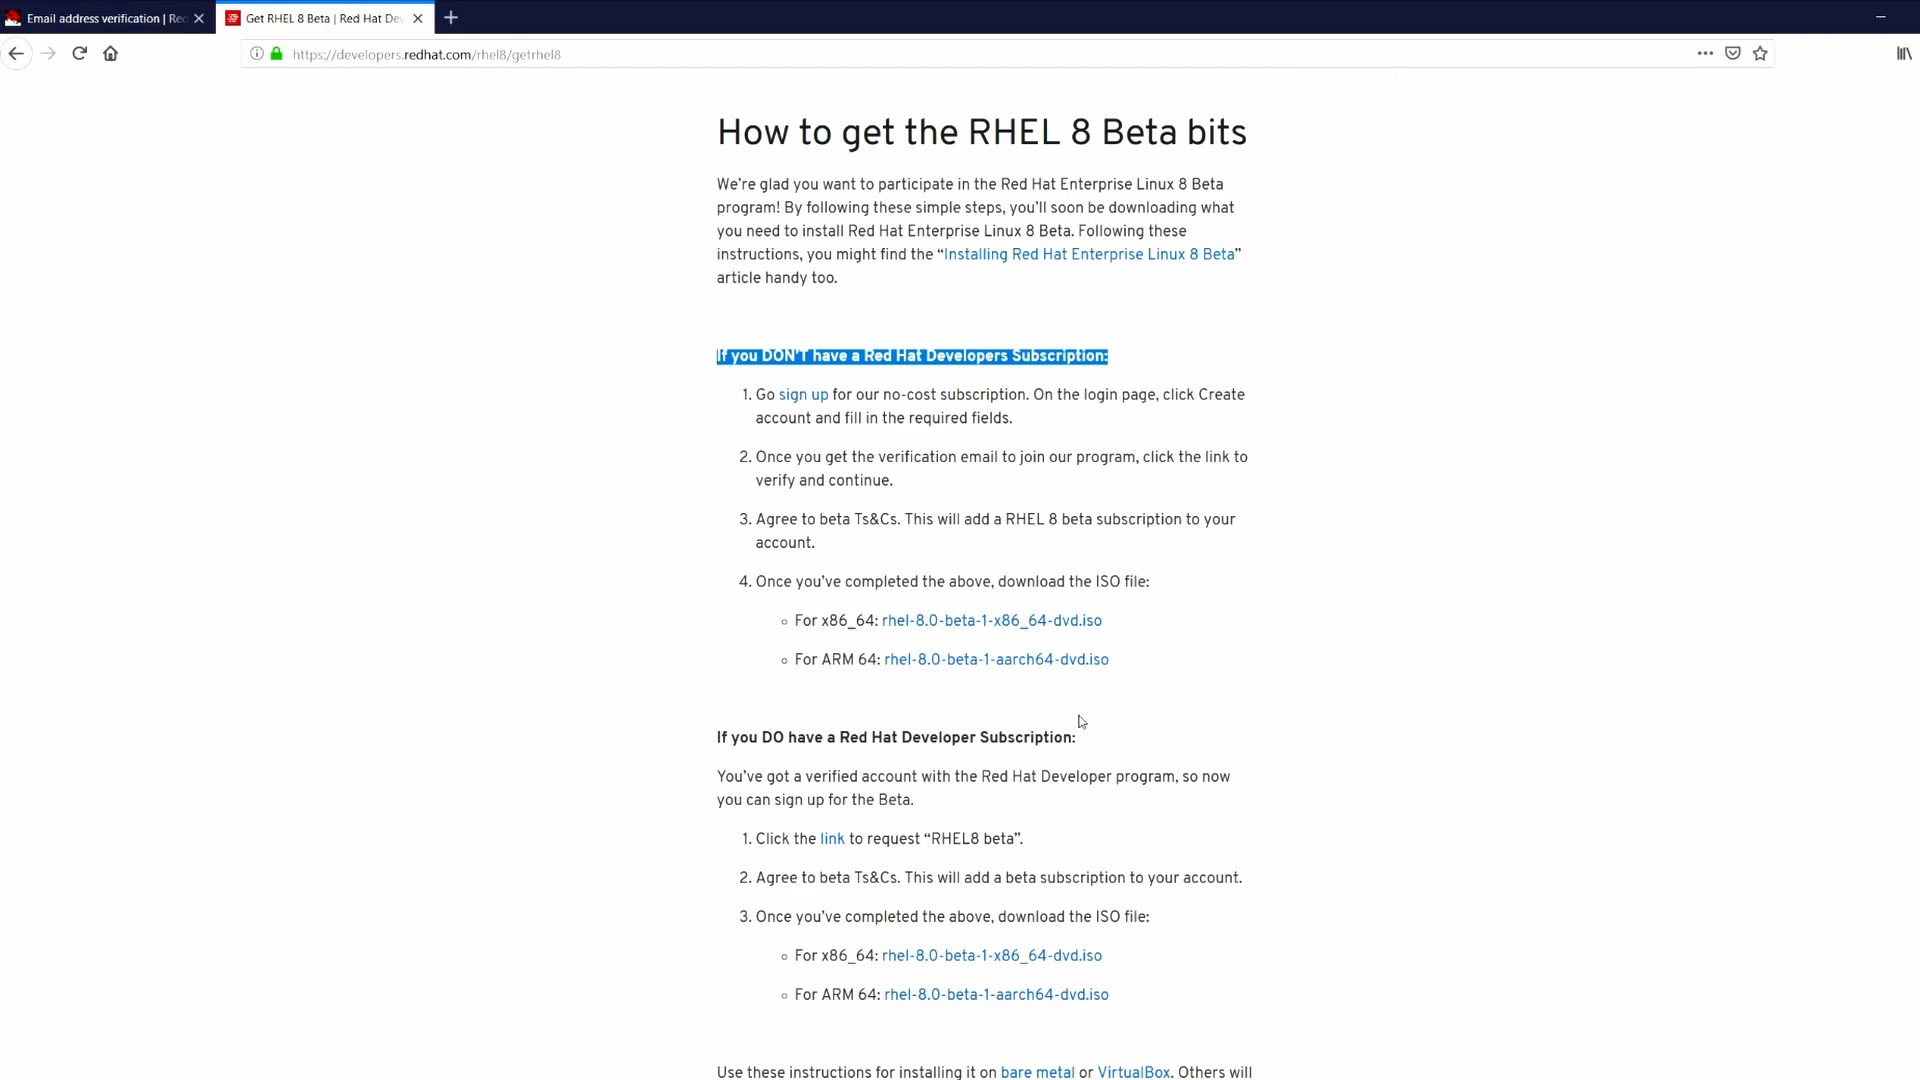 Email address verification | Re
Get RHEL 8 Beta | Red Hat De
https://developers.redhat.com/rhel8/getrhel8
How to get the RHEL 8 Beta bits
We’re glad you want to participate in the Red Hat Enterprise Linux 8 Beta
program! By following these simple steps, you’ll soon be downloading what
you need to install Red Hat Enterprise Linux 8 Beta. Following these
instructions, you might find the “Installing Red Hat Enterprise Linux 8 Beta”
article handy too.
If you DON’T have a Red Hat Developers Subscription:
1. Go sign up for our no-cost subscription. On the login page, click Create
account and fill in the required fields.
2. Once you get the verification email to join our program, click the link to
verify and continue.
3. Agree to beta Ts&Cs. This will add a RHEL 8 beta subscription to your
account.
4. Once you’ve completed the above, download the ISO file:
For x86_64: rhel-8.0-beta-1-x86_64-dvd.iso
For ARM 64: rhel-8.0-beta-1-aarch64-dvd.iso
If you DO have a Red Hat Developer Subscription:
You’ve got a verified account with the Red Hat Developer program, so now
you can sign up for the Beta.
1. Click the link to request “RHEL8 beta”.
2. Agree to beta Ts&Cs. This will add a beta subscription to your account.
3. Once you’ve completed the above, download the ISO file:
For x86_64: rhel-8.0-beta-1-x86_64-dvd.iso
For ARM 64: rhel-8.0-beta-1-aarch64-dvd.iso
Use these instructions for installing it on bare metal or VirtualBox. Others will